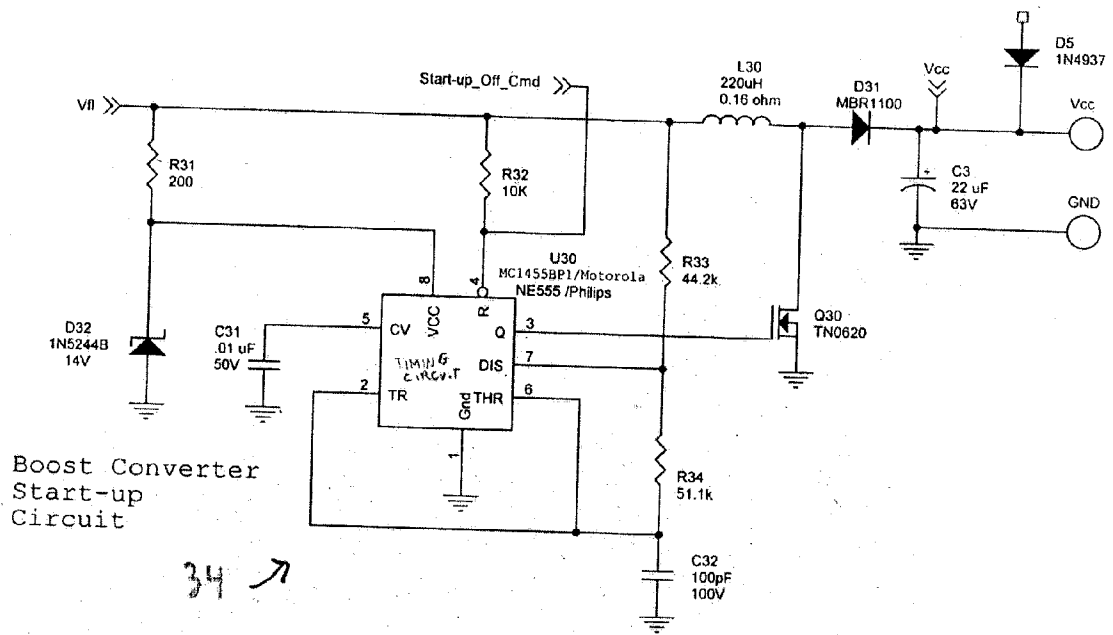 D5
1N4937
L30
220uH
0.16 ohm
Start-up_Off_Cmd
Vcc
D31
MBR1100
Vfl
Vcc
R31
200
R32
10K
C3
22 uF
63V
+
GND
U30
MC1455BP1/Motorola
NE555 /Philips
R33
44.2k
8
4
VCC
R
D32
1N5244B
14V
C31
.01 uF
50V
5
CV
Q
3
Q30
TN0620
TIMING
CIRCUIT
DIS
7
2
TR
Gnd
THR
6
1
R34
51.1k
Boost Converter
Start-up
Circuit
34
C32
100pF
100V